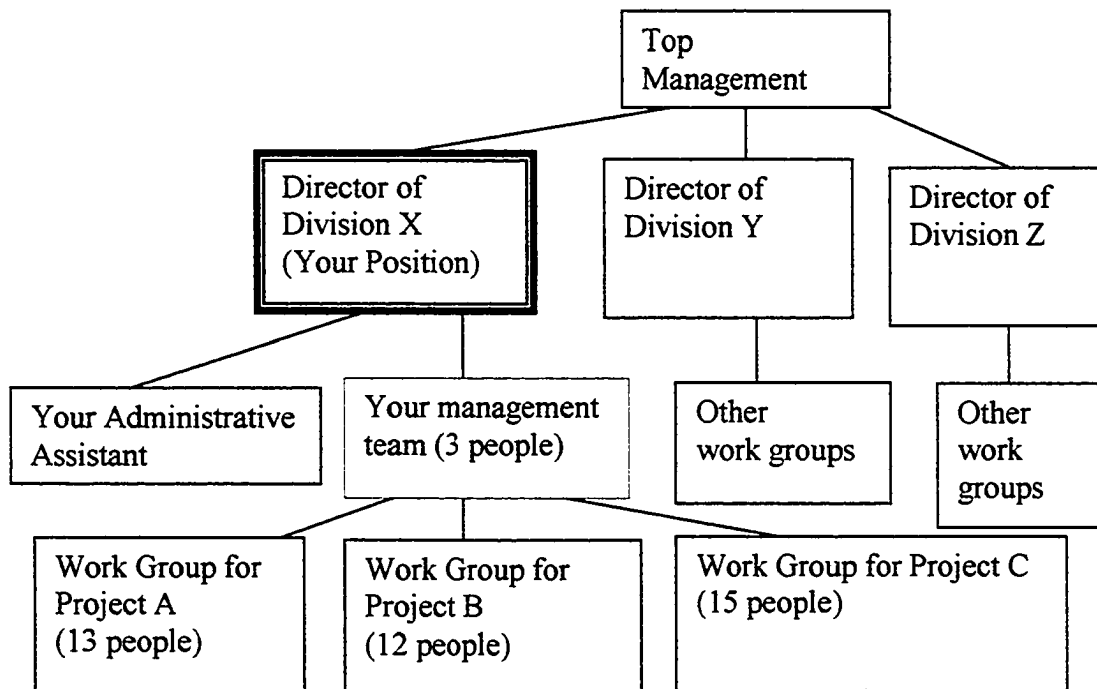 Top
Management
Director of
Division X
(Your Position)
Director of
Division Y
Director of
Division Z
Your Administrative
Assistant
Your management
team (3 people)
Other
work groups
Other
work
groups
Work Group for
Project A
(13 people)
Work Group for
Project B
(12 people)
Work Group for Project C
(15 people)